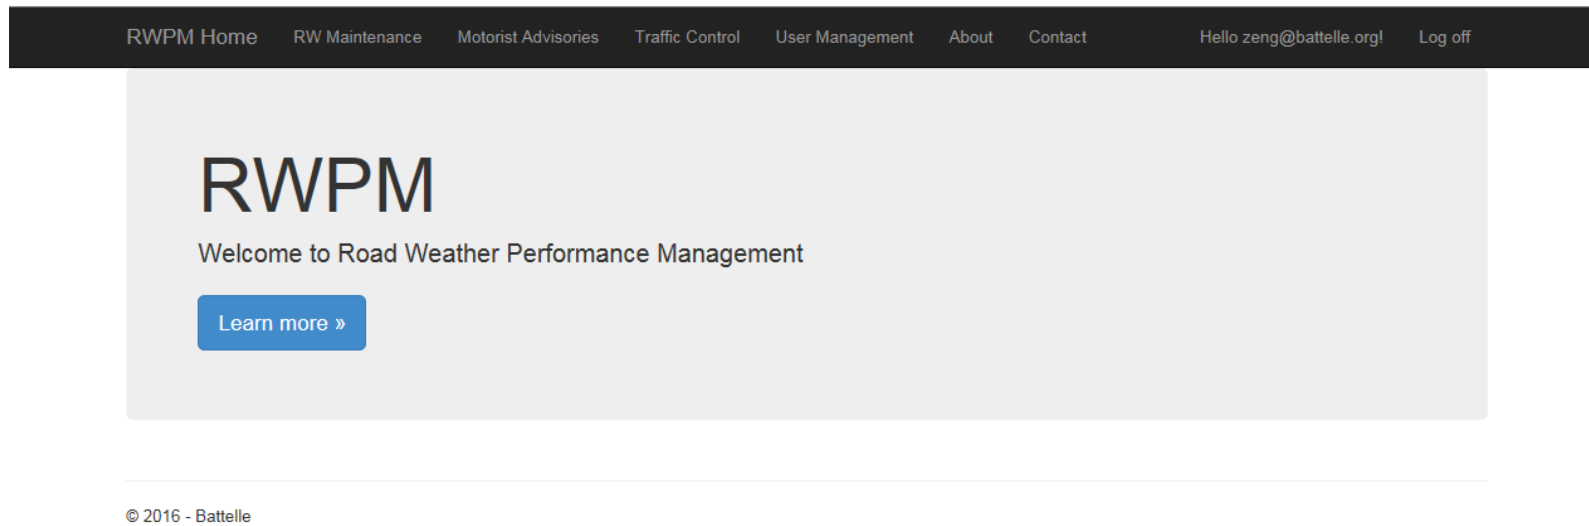 RWPM Home RW Maintenance Motorist Advisories Traffic Control User Management About Contact Hello zeng@battelle.org! Log off
RWPM
Welcome to Road Weather Performance Management
Learn more »
© 2016 - Battelle